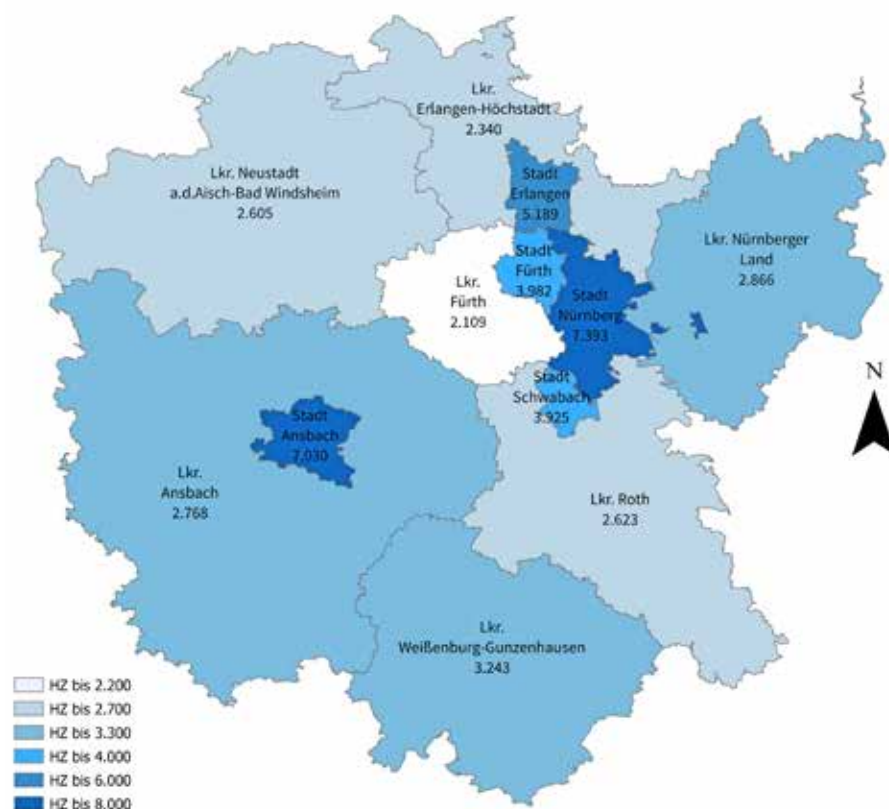 Lkr.
Erlangen-Höchstadt
2.340
Lkr. Neustadt
a.d.Aisch-Bad Windsheim
2.605
Stadt
Erlangen
5.189
Lkr. Nürnberger
Land
2.866
Stadt
Fürth
3.982
Lkr.
Fürth
2.109
Stadt
Nürnberg
7.393
N
Stadt
Schwabach
3.925
Stadt
Ansbach
7.030
Lkr.
Ansbach
2.768
Lkr. Roth
2.623
Lkr.
Weißenburg-Gunzenhausen
3.243
HZ bis 2.200
HZ bis 2.700
HZ bis 3.300
HZ bis 4.000
HZ bis 6.000
HZ bis 8.000